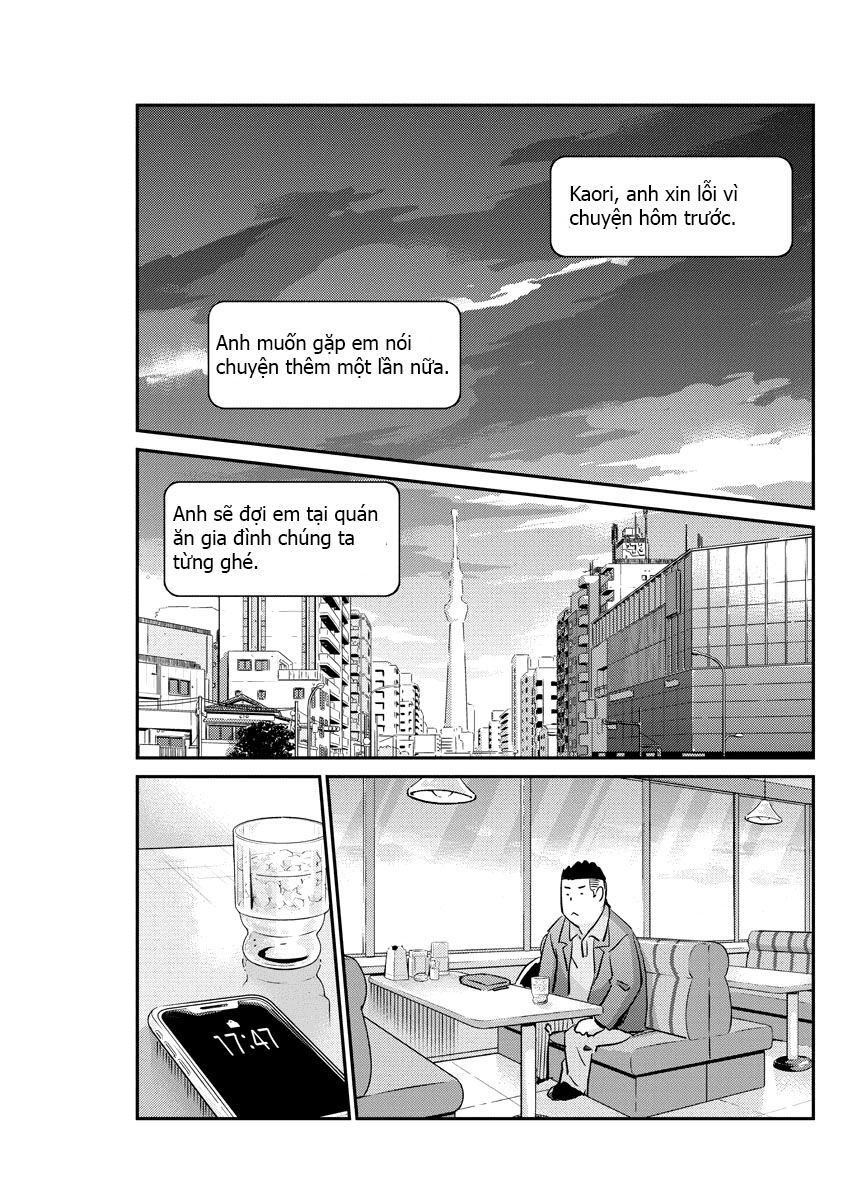 Kaori, anh xin lỗi vì
chuyện hôm trước.
Anh muốn gặp em nói
chuyện thêm một lần nữa.
Anh sẽ đợi em tại quán
ăn gia đình chúng ta
từng ghé.
17:47